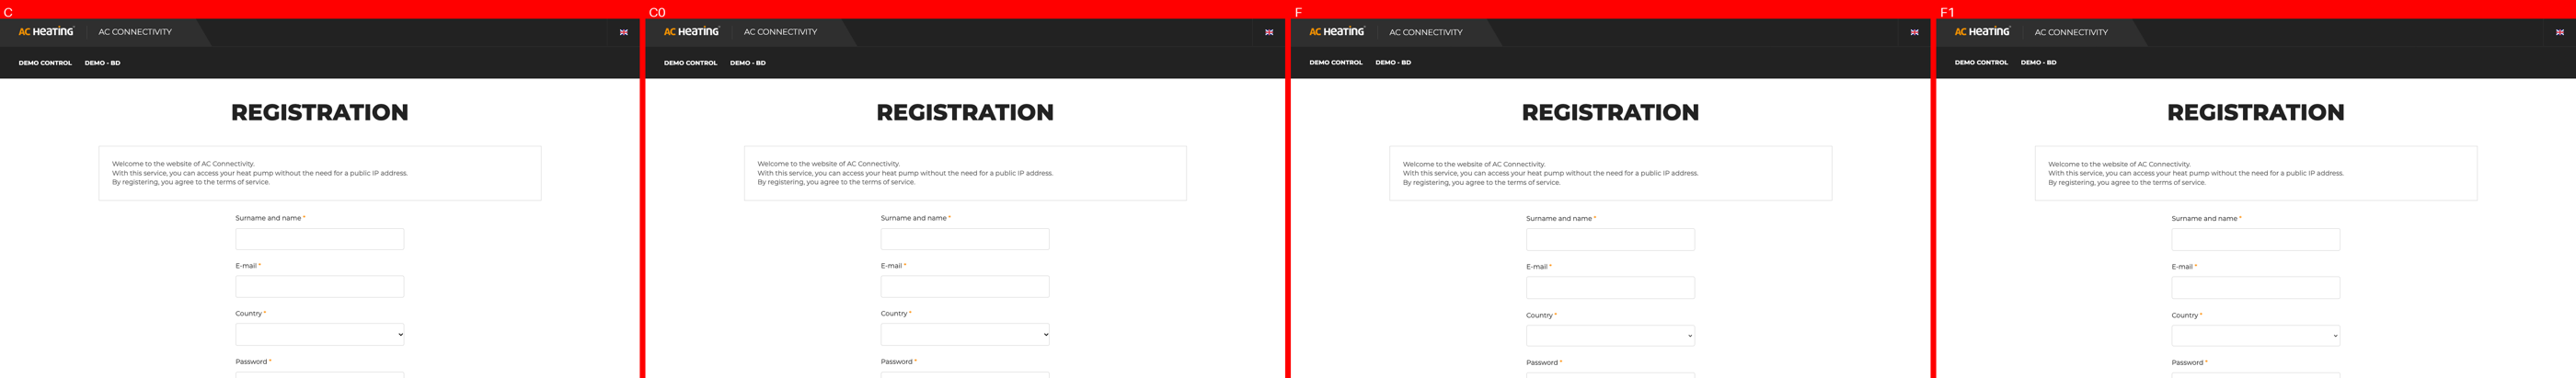 C
AC Heating AC CONNECTIVITY
DEMO CONTROL DEMO - BD
REGISTRATION
Welcome to the website of AC Connectivity.
With this service, you can access your heat pump without the need for a public IP address.
By registering, you agree to the terms of service.
Surname and name *
E-mail *
Country *
Password *
C0
AC Heating AC CONNECTIVITY
DEMO CONTROL DEMO - BD
REGISTRATION
Welcome to the website of AC Connectivity.
With this service, you can access your heat pump without the need for a public IP address.
By registering, you agree to the terms of service.
Surname and name *
E-mail *
Country *
Password *
F
AC Heating AC CONNECTIVITY
DEMO CONTROL DEMO - BD
REGISTRATION
Welcome to the website of AC Connectivity.
With this service, you can access your heat pump without the need for a public IP address.
By registering, you agree to the terms of service.
Surname and name *
E-mail *
Country *
Password *
F1
AC Heating AC CONNECTIVITY
DEMO CONTROL DEMO - BD
REGISTRATION
Welcome to the website of AC Connectivity.
With this service, you can access your heat pump without the need for a public IP address.
By registering, you agree to the terms of service.
Surname and name *
E-mail *
Country *
Password *